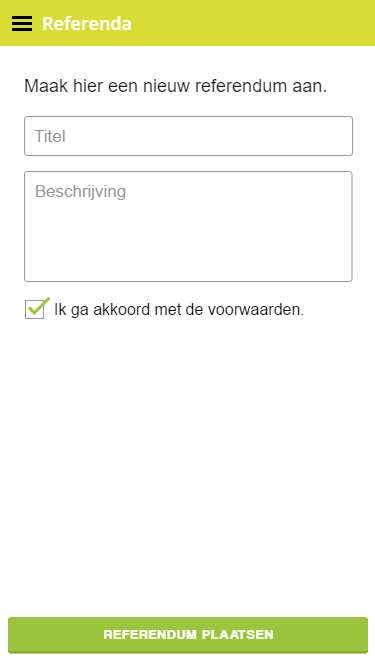 Referenda
Maak hier een nieuw referendum aan.
Titel
Beschrijving
Ik ga akkoord met de voorwaarden.
REFERENDUM PLAATSEN